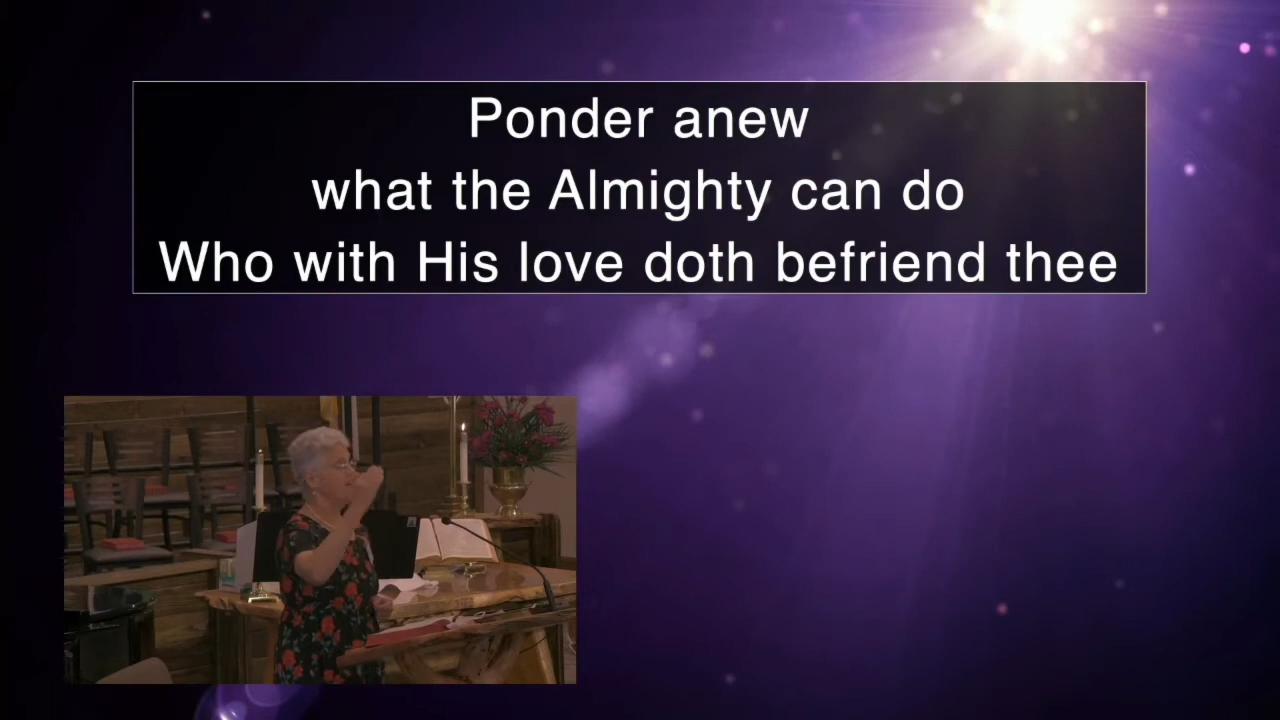 Ponder anew
what the Almighty can do
Who with His love doth befriend thee